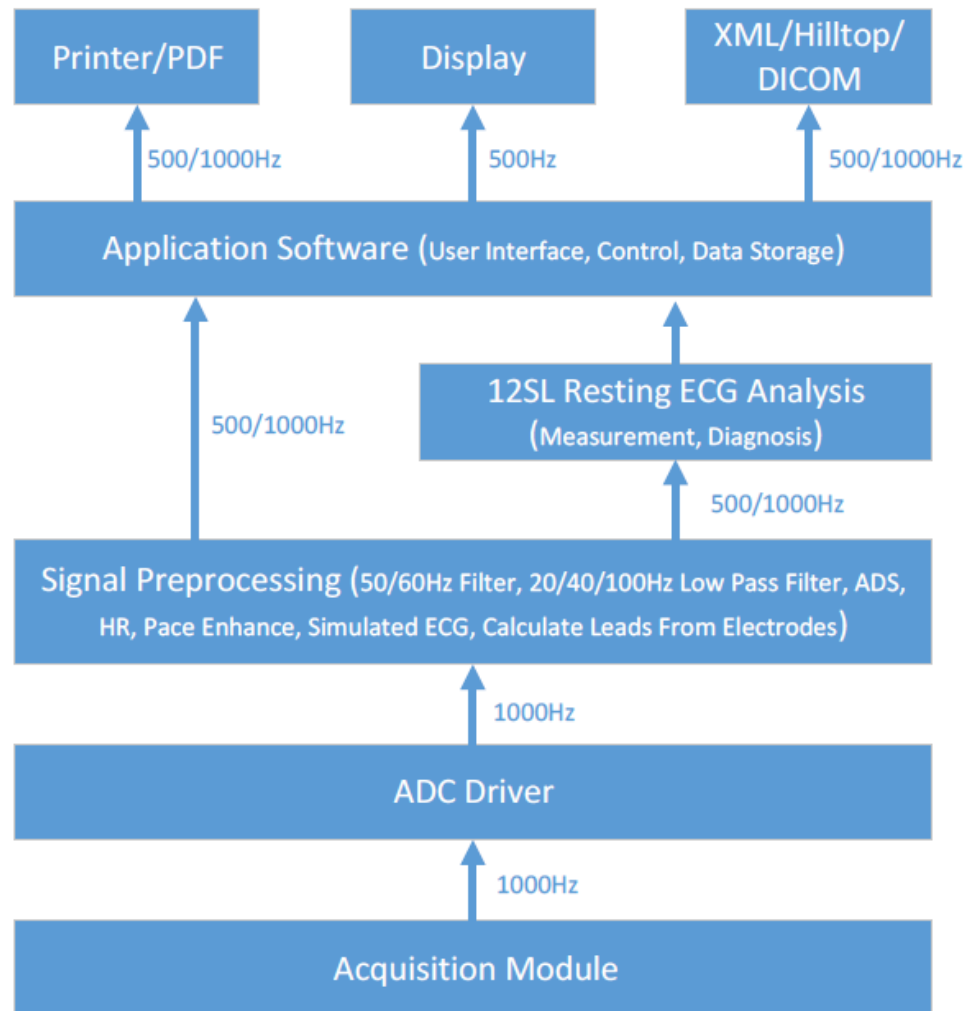 Printer/PDF
Display
XML/Hilltop/
DICOM
500/1000Hz
500Hz
500/1000Hz
Application Software (User Interface, Control, Data Storage)
12SL Resting ECG Analysis
(Measurement, Diagnosis)
500/1000Hz
500/1000Hz
Signal Preprocessing (50/60Hz Filter, 20/40/100Hz Low Pass Filter, ADS,
HR, Pace Enhance, Simulated ECG, Calculate Leads From Electrodes)
1000Hz
ADC Driver
1000Hz
Acquisition Module